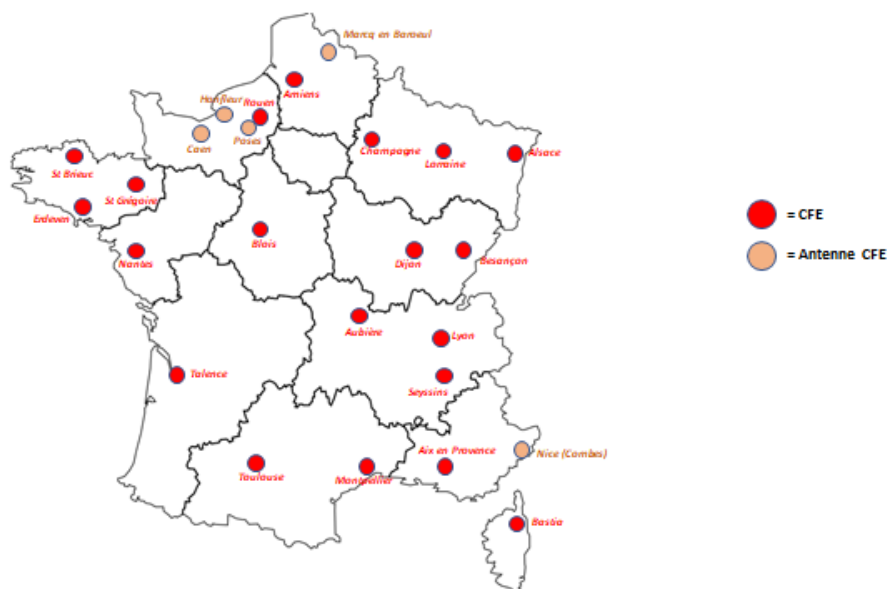 Marcq en Baroeul
Amiens
Honfleur
Rouen
Caen
Poses
Champagne
Lorraine
Alsace
St Brieuc
St Grégoire
Erdeven
= CFE
Blois
Nantes
Dijon
Besançon
= Antenne CFE
Aubière
Lyon
Talence
Seyssins
Aix en Provence
Nice (Combes)
Toulouse
Montpellier
Bastia